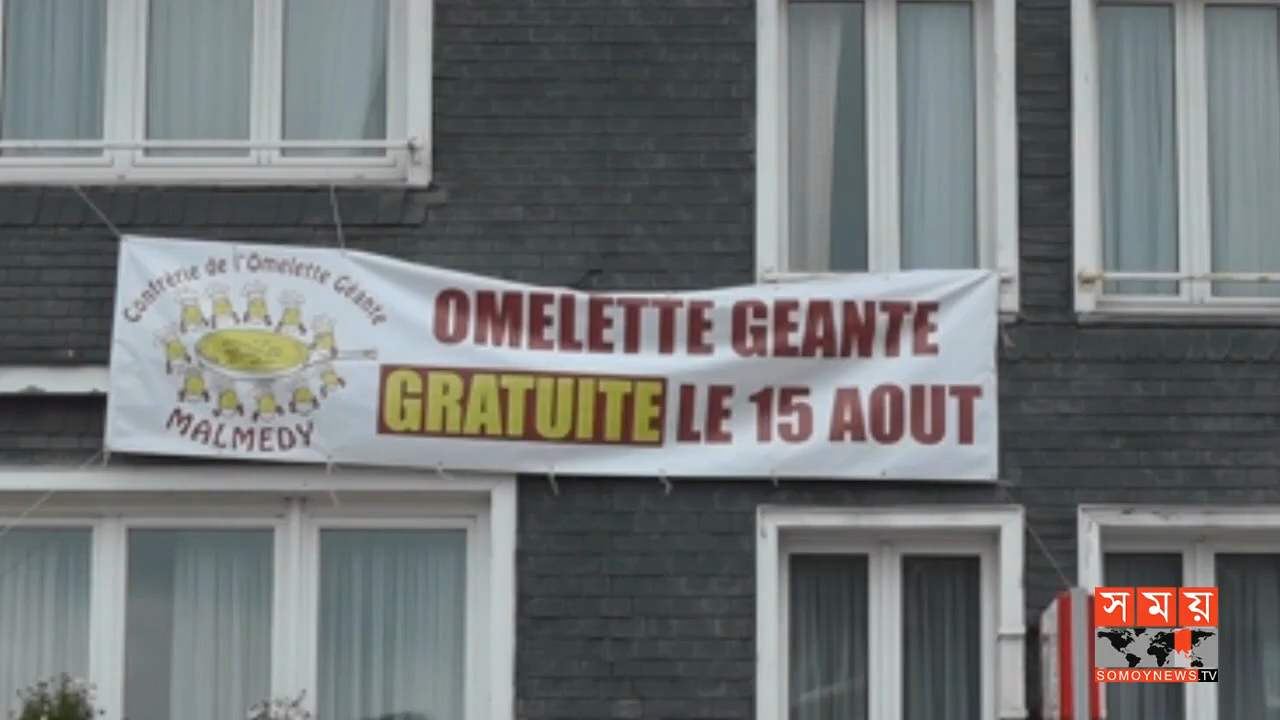 Confrérie de l'Omelette Géante
MALMEDY
OMELETTE GEANTE
GRATUITE LE 15 AOUT
সময়
SOMOYNEWS.TV